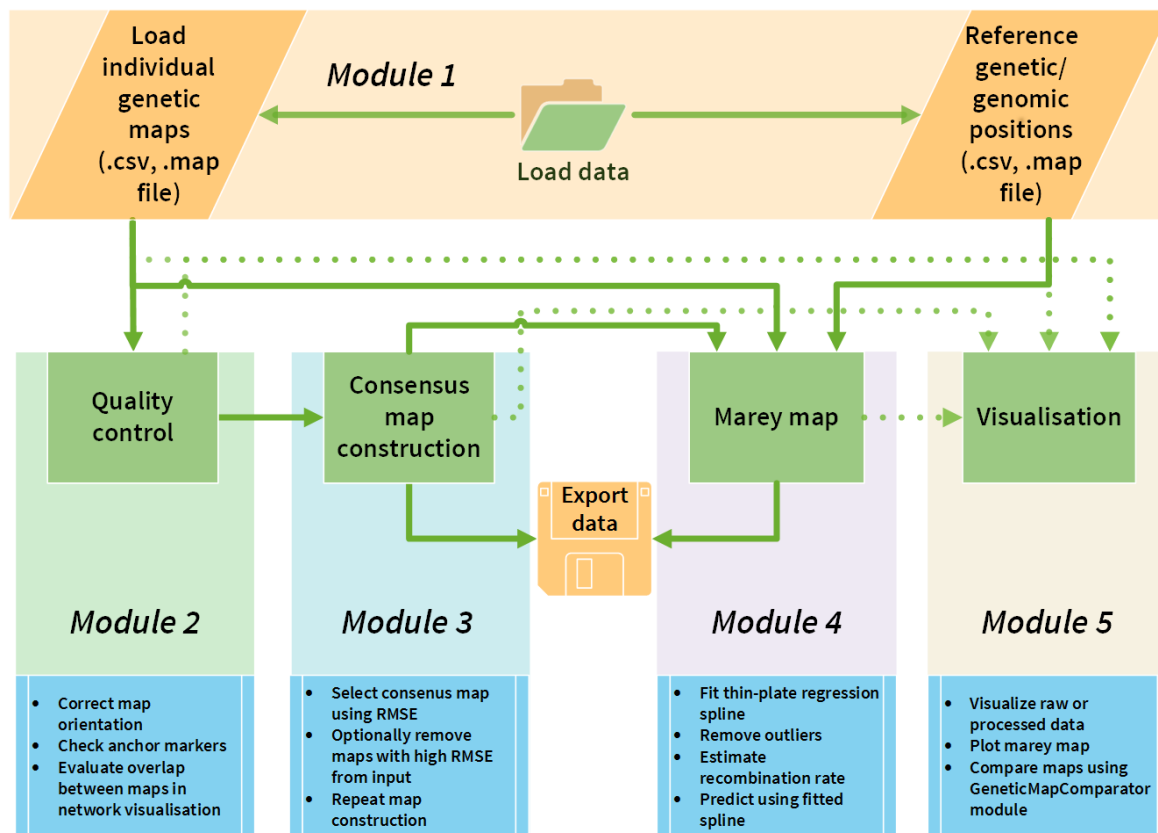 Load
individual
genetic
maps
(.csv, .map
file)
Module 1
Load data
Reference
genetic/
genomic
positions
(.csv, .map
file)
Quality
control
Consensus
map
construction
Marey map
Visualisation
Export
data
Module 2
Module 3
Module 4
Module 5
• Correct map
orientation
• Check anchor markers
• Evaluate overlap
between maps in
network visualisation
• Select consenus map
using RMSE
• Optionally remove
maps with high RMSE
from input
• Repeat map
construction
• Fit thin-plate regression
spline
• Remove outliers
• Estimate
recombination rate
• Predict using fitted
spline
• Visualize raw or
processed data
• Plot marey map
• Compare maps using
GeneticMapComparator
module